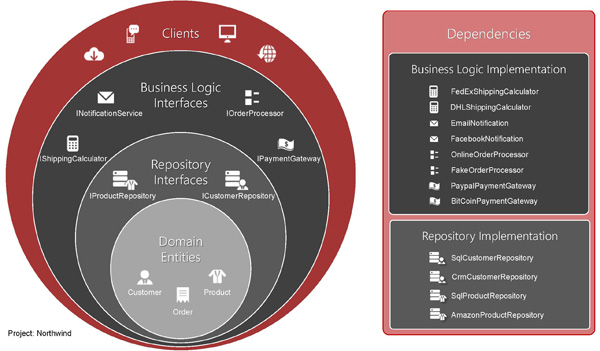 Clients
Business Logic
Interfaces
INotificationService
IOrderProcessor
IShippingCalculator
IPaymentGateway
Repository
Interfaces
IProductRepository
ICustomerRepository
Domain
Entities
Customer
Product
Order
Project: Northwind
Dependencies
Business Logic Implementation
FedExShippingCalculator
DHLShippingCalculator
EmailNotification
FacebookNotification
OnlineOrderProcessor
FakeOrderProcessor
PaypalPaymentGateway
BitCoinPaymentGateway
Repository Implementation
SqlCustomerRepository
CrmCustomerRepository
SqlProductRepository
AmazonProductRepository